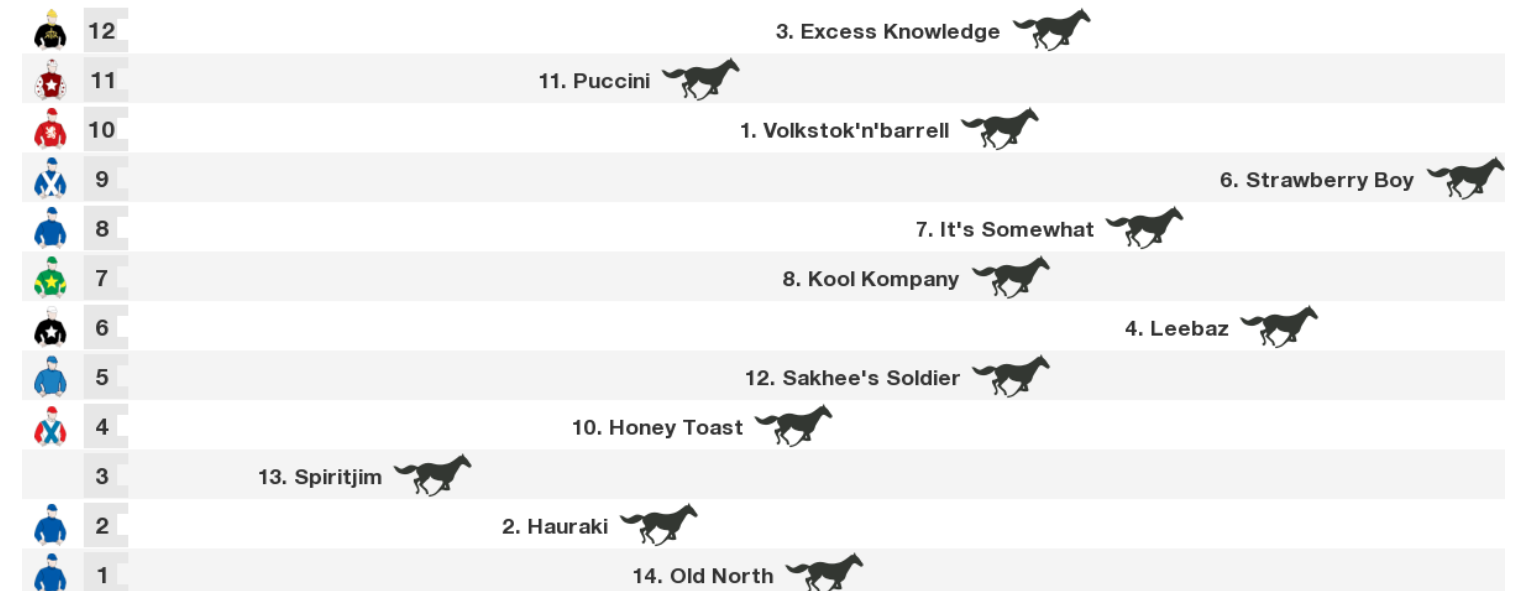 12 3. Excess Knowledge
11 11. Puccini
10 1. Volkstok'n'barrell
9 6. Strawberry Boy
8 7. It's Somewhat
7 8. Kool Kompany
6 4. Leebaz
5 12. Sakhee's Soldier
4 10. Honey Toast
3 13. Spiritjim
2 2. Hauraki
1 14. Old North